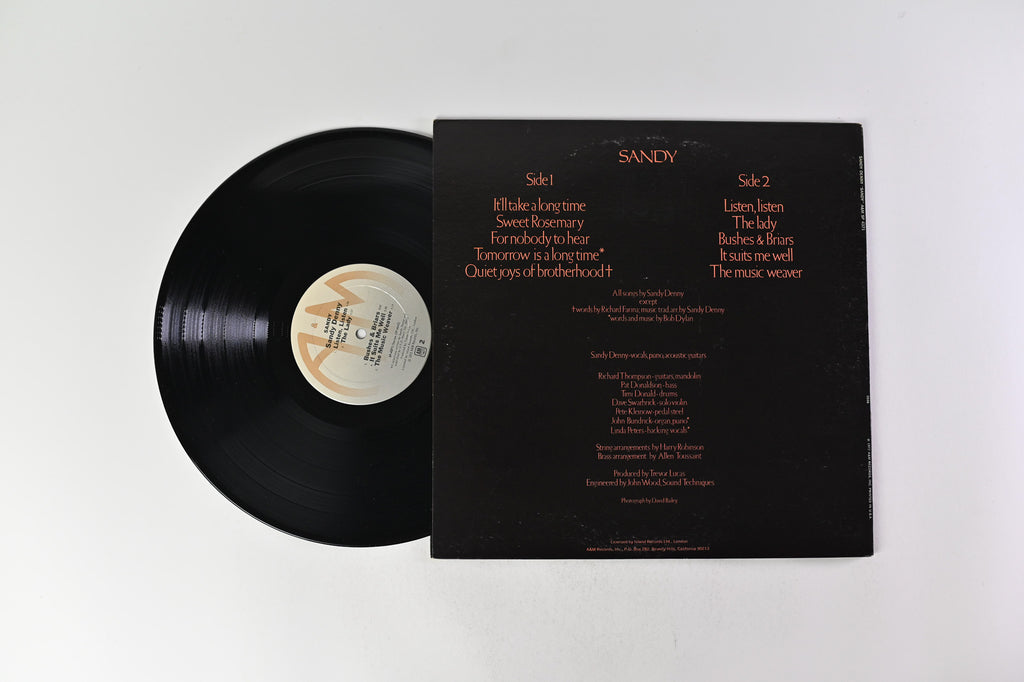 SANDY
Side 1
It'll take a long time
Sweet Rosemary
For nobody to hear
Tomorrow is a long time*
Quiet joys of brotherhood †
Side 2
Listen, listen
The lady
Bushes & Briars
It suits me well
The music weaver
All songs by Sandy Denny
except
† words by Richard Farina; music trad. arr. by Sandy Denny
*words and music by Bob Dylan
Sandy Denny-vocals, piano, acoustic guitars
Richard Thompson - guitars, mandolin
Pat Donaldson - bass
Timi Donald - drums
Dave Swarbrick - solo violin
Pete Kleinow - pedal steel
John Bundrick - organ, piano*
Linda Peters - backing vocals*
String arrangements by Harry Robinson
Brass arrangement by Allen Toussant
Produced by Trevor Lucas
Engineered by John Wood, Sound Techniques
Photograph by David Bailey
Licensed by Island Records Ltd., London
A&M Records, Inc., P.O. Box 782, Beverly Hills, California 90213
SANDY DENNY SANDY A&M SP 4371
A&M
SANDY
Sandy Denny
Listen, Listen
The Lady
Bushes & Briars
It Suits Me Well
The Music Weaver
2